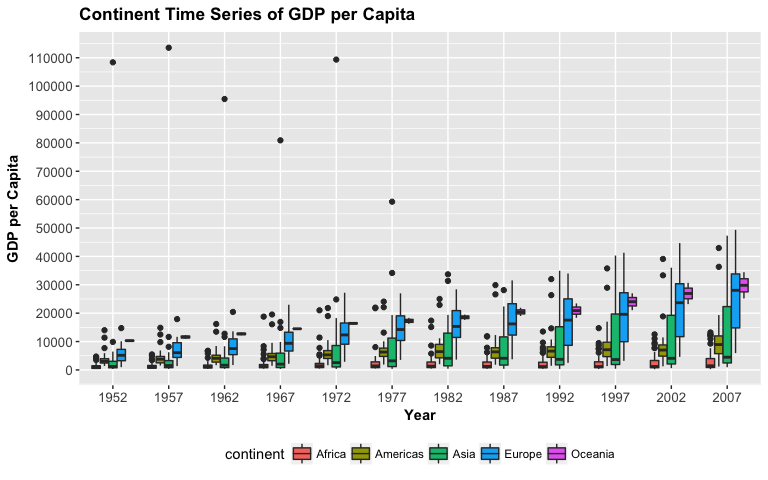 Continent Time Series of GDP per Capita
110000
100000
90000
80000
70000
60000
50000
40000
30000
20000
10000
0
GDP per Capita
1952 1957 1962 1967 1972 1977 1982 1987 1992 1997 2002 2007
Year
continent Africa Americas Asia Europe Oceania